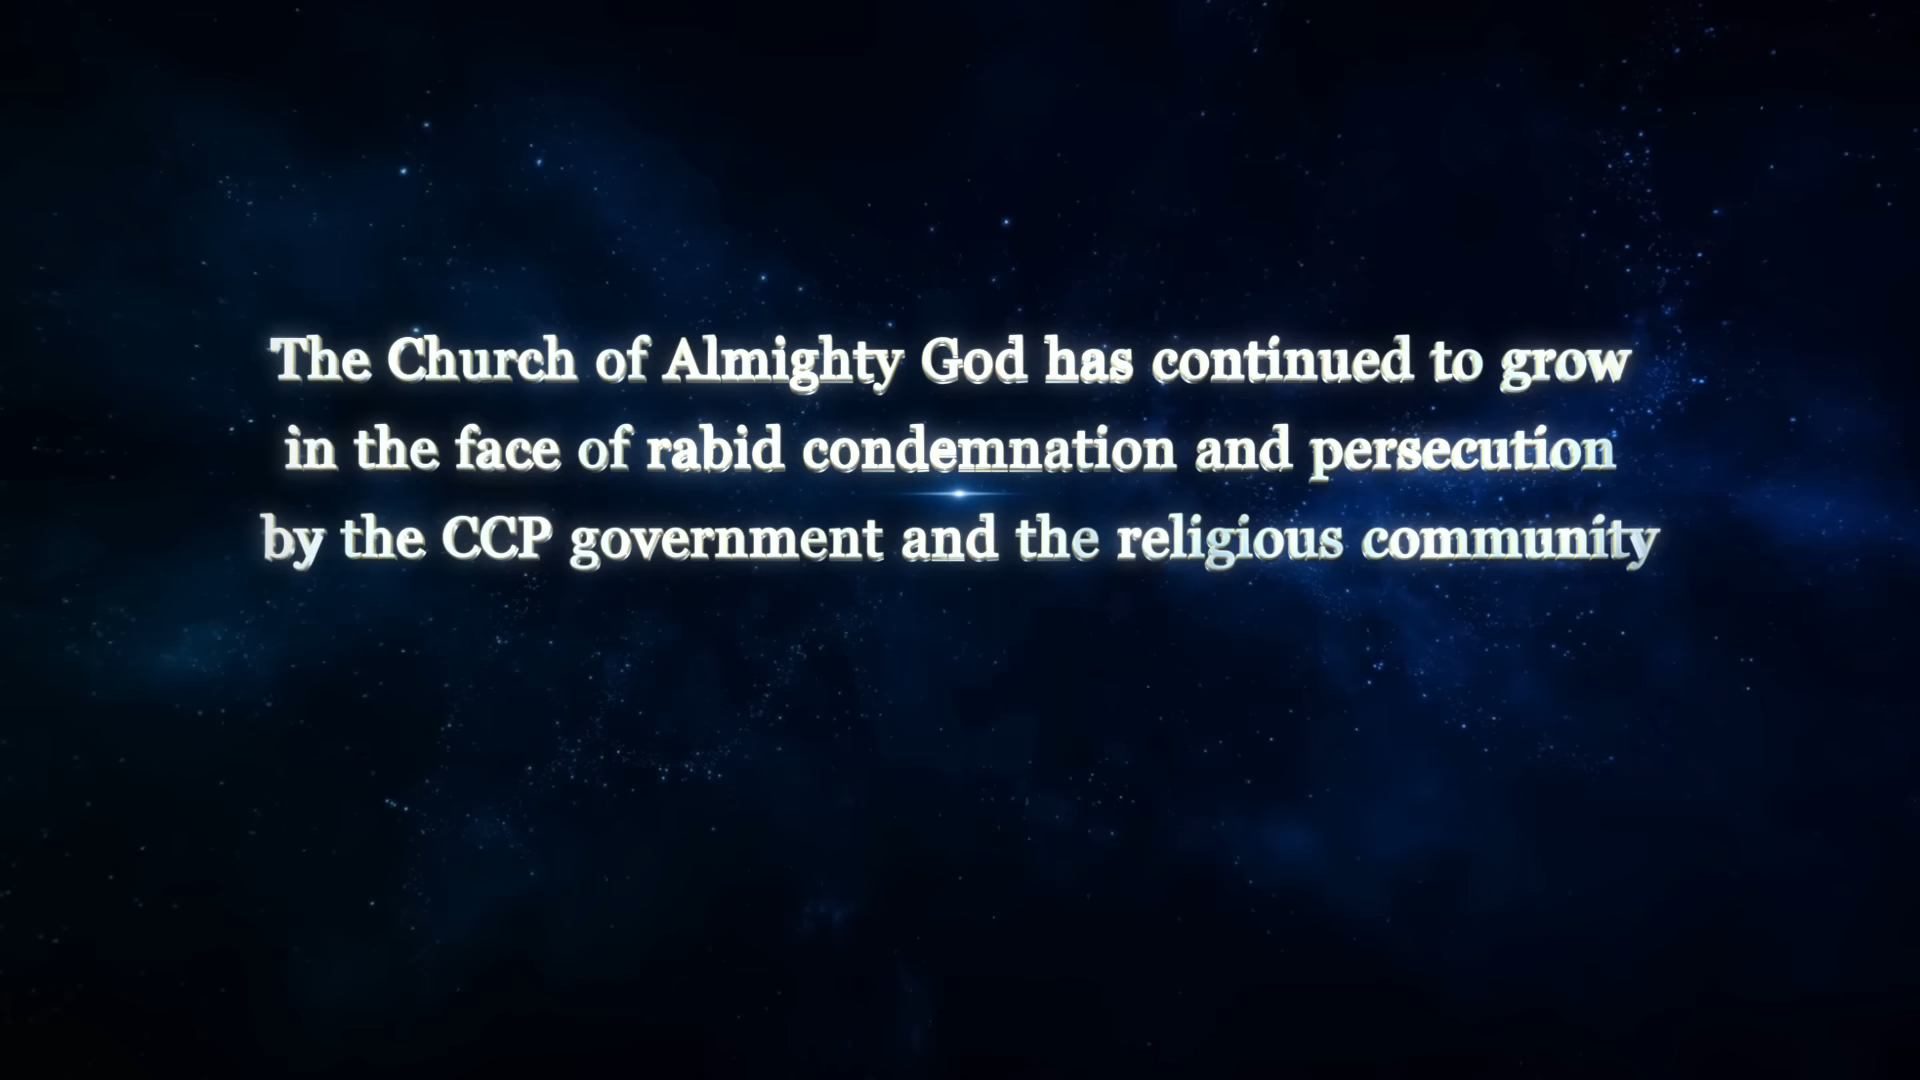 The Church of Almighty God has continued to grow
in the face of rabid condemnation and persecution
by the CCP government and the religious community